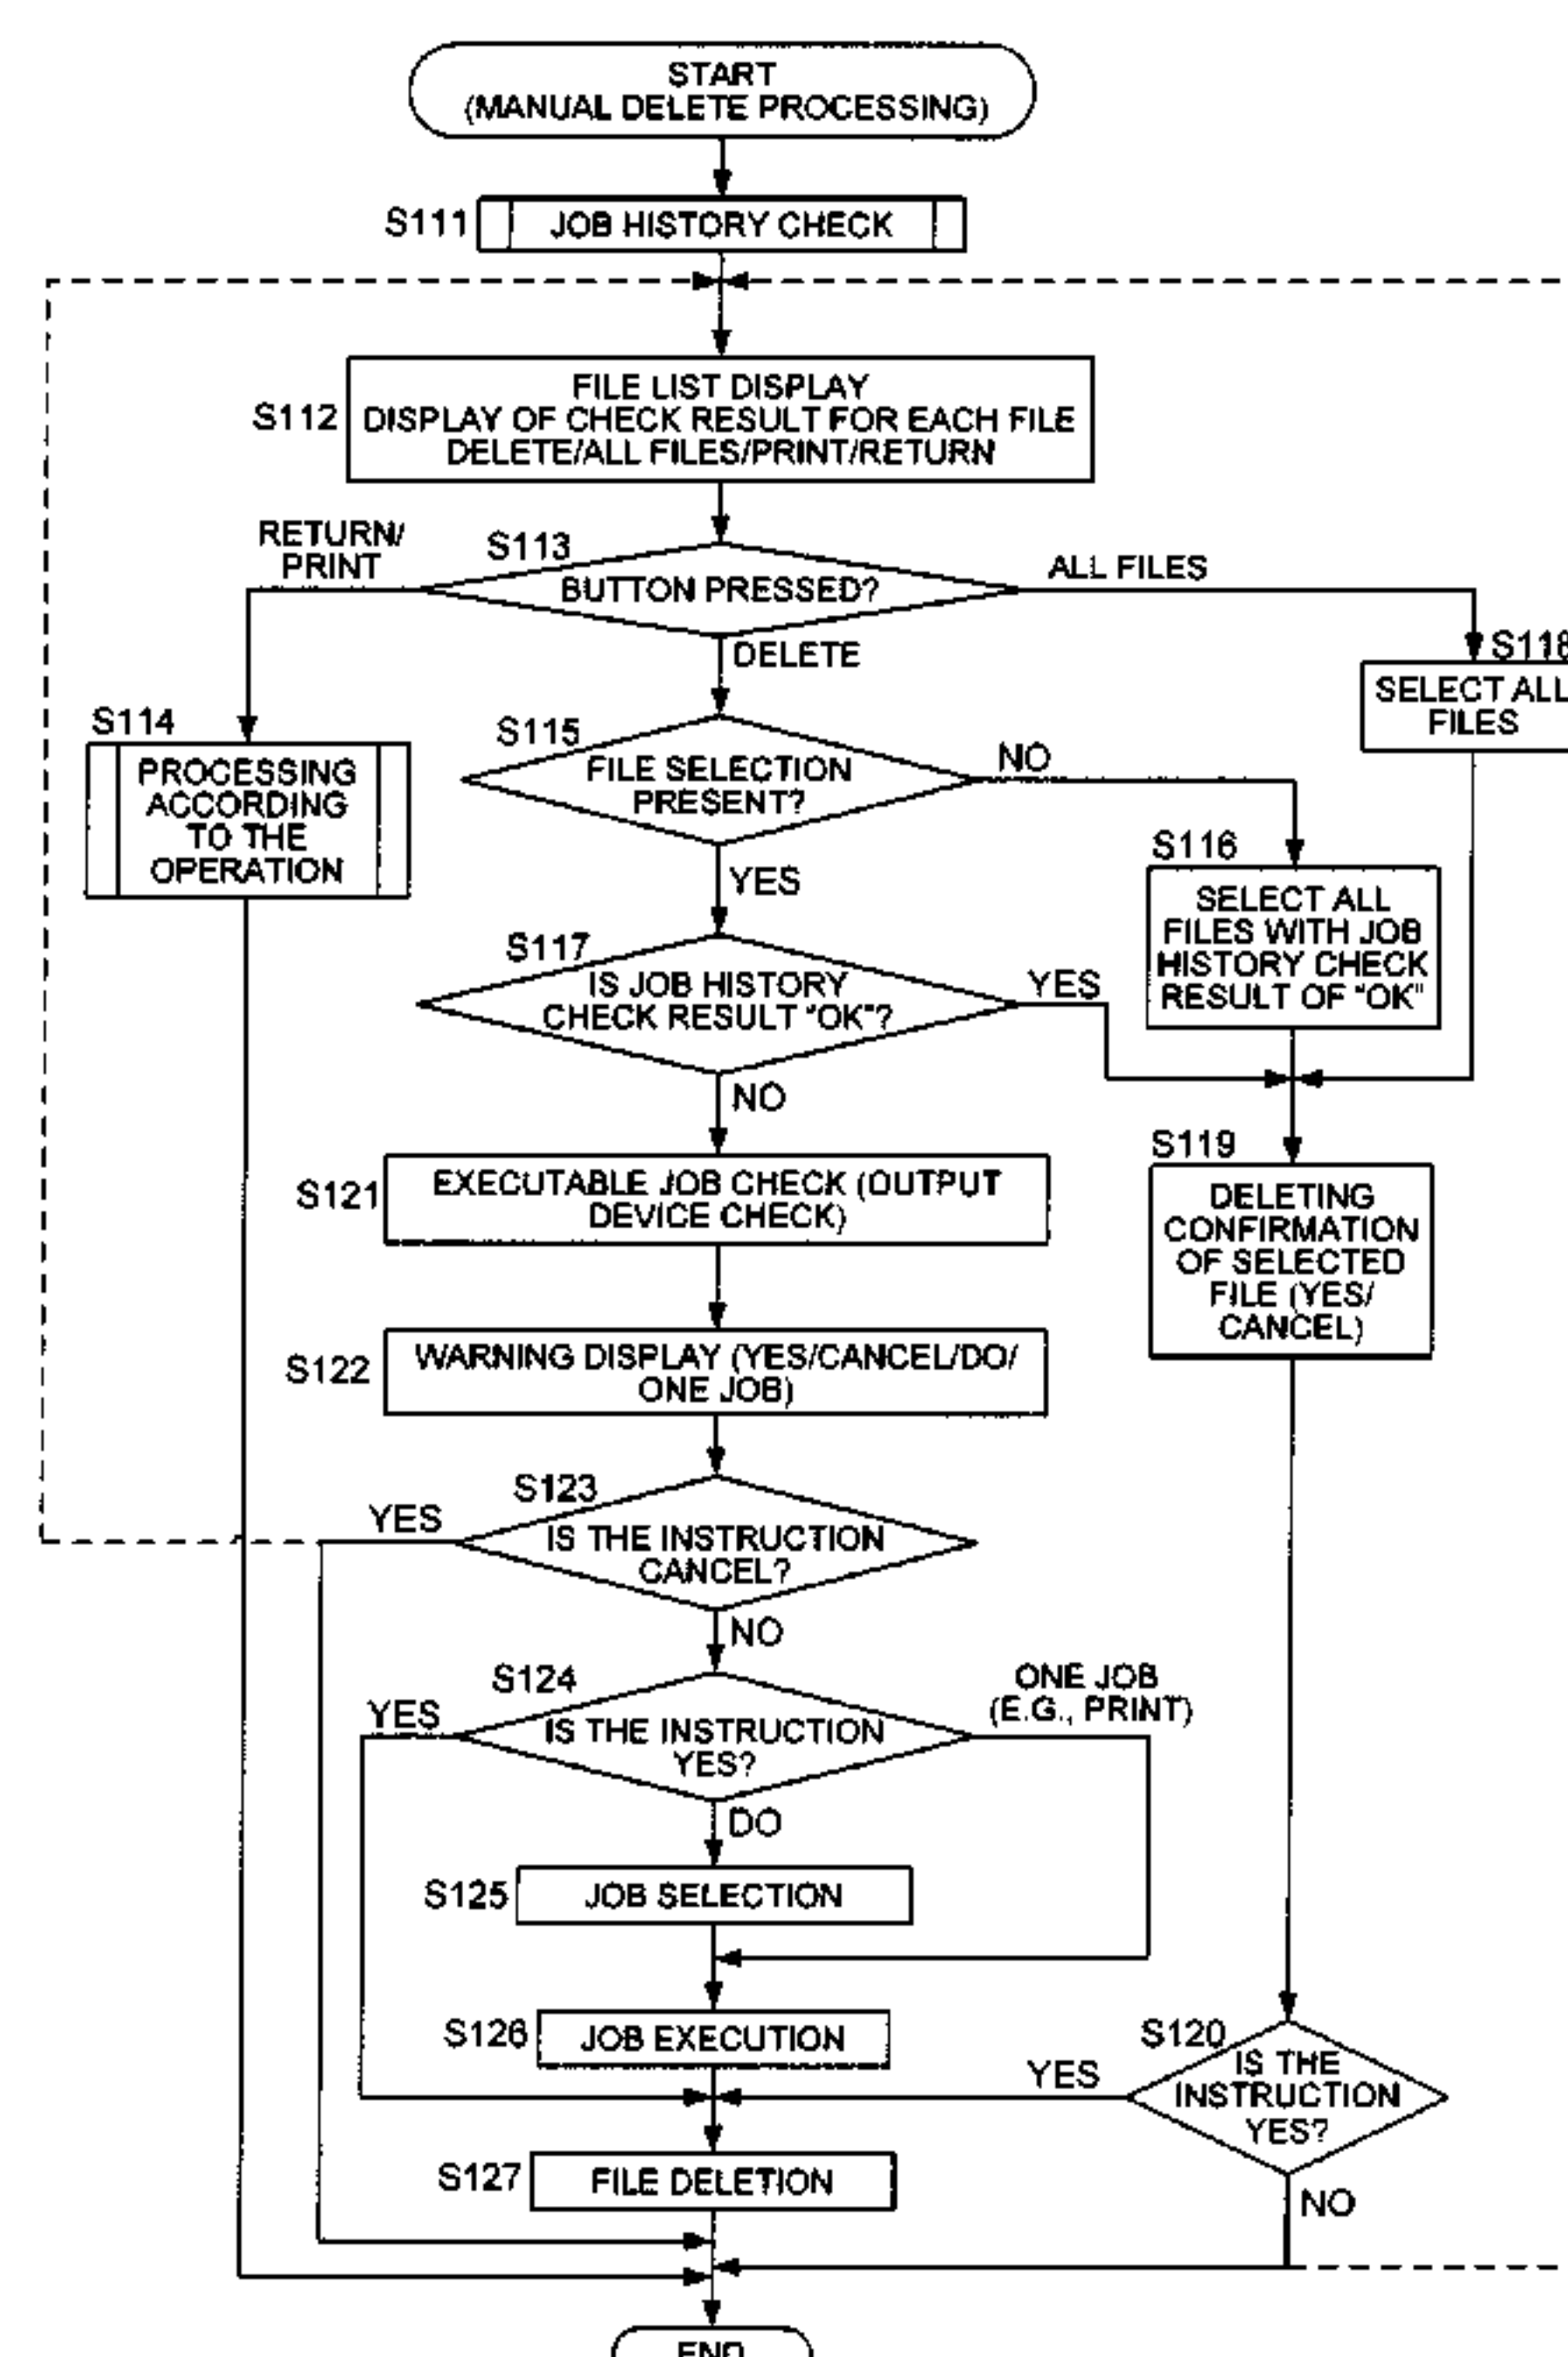 START
(MANUAL DELETE PROCESSING)
S111
JOB HISTORY CHECK
S112
FILE LIST DISPLAY
DISPLAY OF CHECK RESULT FOR EACH FILE
DELETE/ALL FILES/PRINT/RETURN
RETURN/
PRINT
S113
BUTTON PRESSED?
ALL FILES
DELETE
S118
SELECT ALL
FILES
S114
PROCESSING
ACCORDING
TO THE
OPERATION
S115
FILE SELECTION
PRESENT?
NO
YES
S116
SELECT ALL
FILES WITH JOB
HISTORY CHECK
RESULT OF "OK"
S117
IS JOB HISTORY
CHECK RESULT "OK"?
YES
NO
S119
DELETING
CONFIRMATION
OF SELECTED
FILE (YES/
CANCEL)
S121
EXECUTABLE JOB CHECK (OUTPUT
DEVICE CHECK)
S122
WARNING DISPLAY (YES/CANCEL/DO/
ONE JOB)
S123
YES
IS THE INSTRUCTION
CANCEL?
NO
S124
ONE JOB
(E.G., PRINT)
YES
IS THE INSTRUCTION
YES?
DO
S125
JOB SELECTION
S126
JOB EXECUTION
S120
IS THE
INSTRUCTION
YES?
YES
S127
FILE DELETION
NO
END